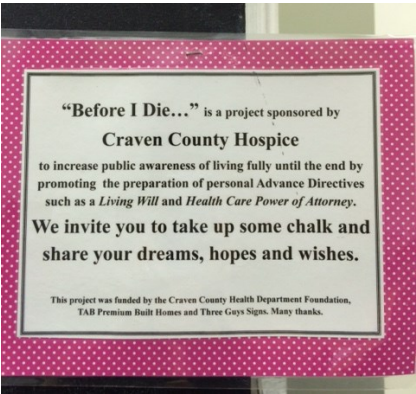 “Before I Die…” is a project sponsored by
Craven County Hospice
to increase public awareness of living fully until the end by
promoting the preparation of personal Advance Directives
such as a Living Will and Health Care Power of Attorney.
We invite you to take up some chalk and
share your dreams, hopes and wishes.
This project was funded by the Craven County Health Department Foundation,
TAB Premium Built Homes and Three Guys Signs. Many thanks.